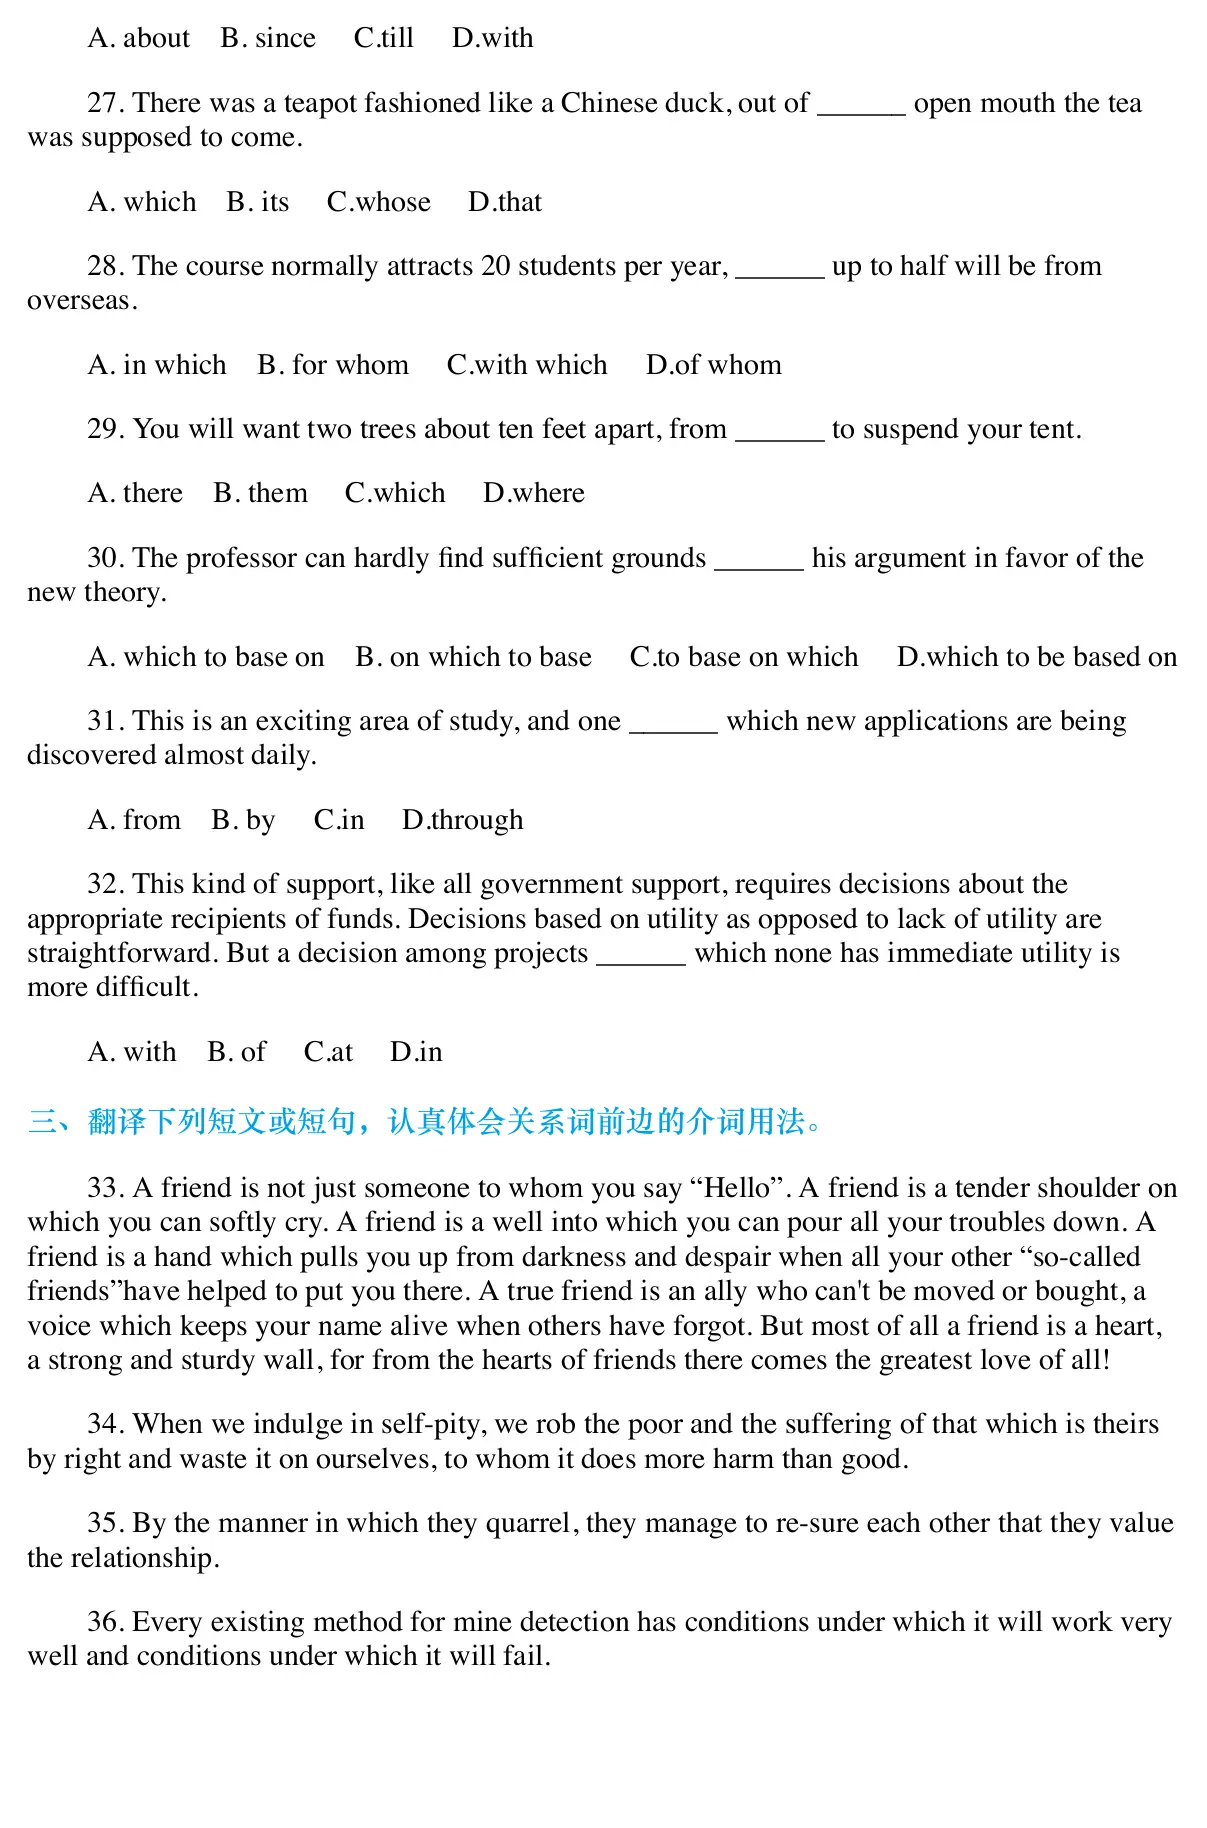 A. about B. since C.till D.with
27. There was a teapot fashioned like a Chinese duck, out of ______ open mouth the tea
was supposed to come.
A. which B. its C.whose D.that
28. The course normally attracts 20 students per year, ______ up to half will be from
overseas.
A. in which B. for whom C.with which D.of whom
29. You will want two trees about ten feet apart, from ______ to suspend your tent.
A. there B. them C.which D.where
30. The professor can hardly find sufficient grounds ______ his argument in favor of the
new theory.
A. which to base on B. on which to base C.to base on which D.which to be based on
31. This is an exciting area of study, and one ______ which new applications are being
discovered almost daily.
A. from B. by C.in D.through
32. This kind of support, like all government support, requires decisions about the
appropriate recipients of funds. Decisions based on utility as opposed to lack of utility are
straightforward. But a decision among projects ______ which none has immediate utility is
more difficult.
A. with B. of C.at D.in
三、翻译下列短文或短句，认真体会关系词前边的介词用法。
33. A friend is not just someone to whom you say “Hello”. A friend is a tender shoulder on
which you can softly cry. A friend is a well into which you can pour all your troubles down. A
friend is a hand which pulls you up from darkness and despair when all your other “so-called
friends”have helped to put you there. A true friend is an ally who can't be moved or bought, a
voice which keeps your name alive when others have forgot. But most of all a friend is a heart,
a strong and sturdy wall, for from the hearts of friends there comes the greatest love of all!
34. When we indulge in self-pity, we rob the poor and the suffering of that which is theirs
by right and waste it on ourselves, to whom it does more harm than good.
35. By the manner in which they quarrel, they manage to re-sure each other that they value
the relationship.
36. Every existing method for mine detection has conditions under which it will work very
well and conditions under which it will fail.